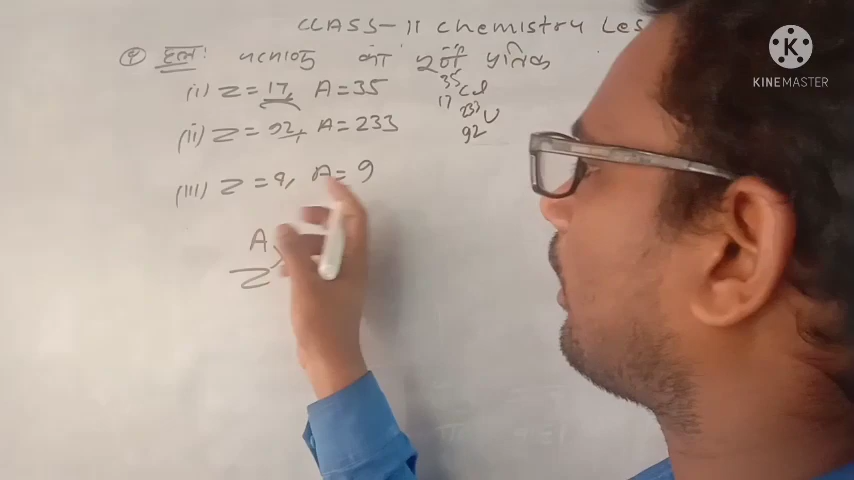 CLASS-11 Chemistry Les
हल: परमाणु का पूर्ण प्रतिक
(i) Z = 17, A = 35
35
17 Cl
(ii) Z = 92, A = 233
233
92 U
(iii) Z = 4, A = 9
A
Z
K
KINEMASTER